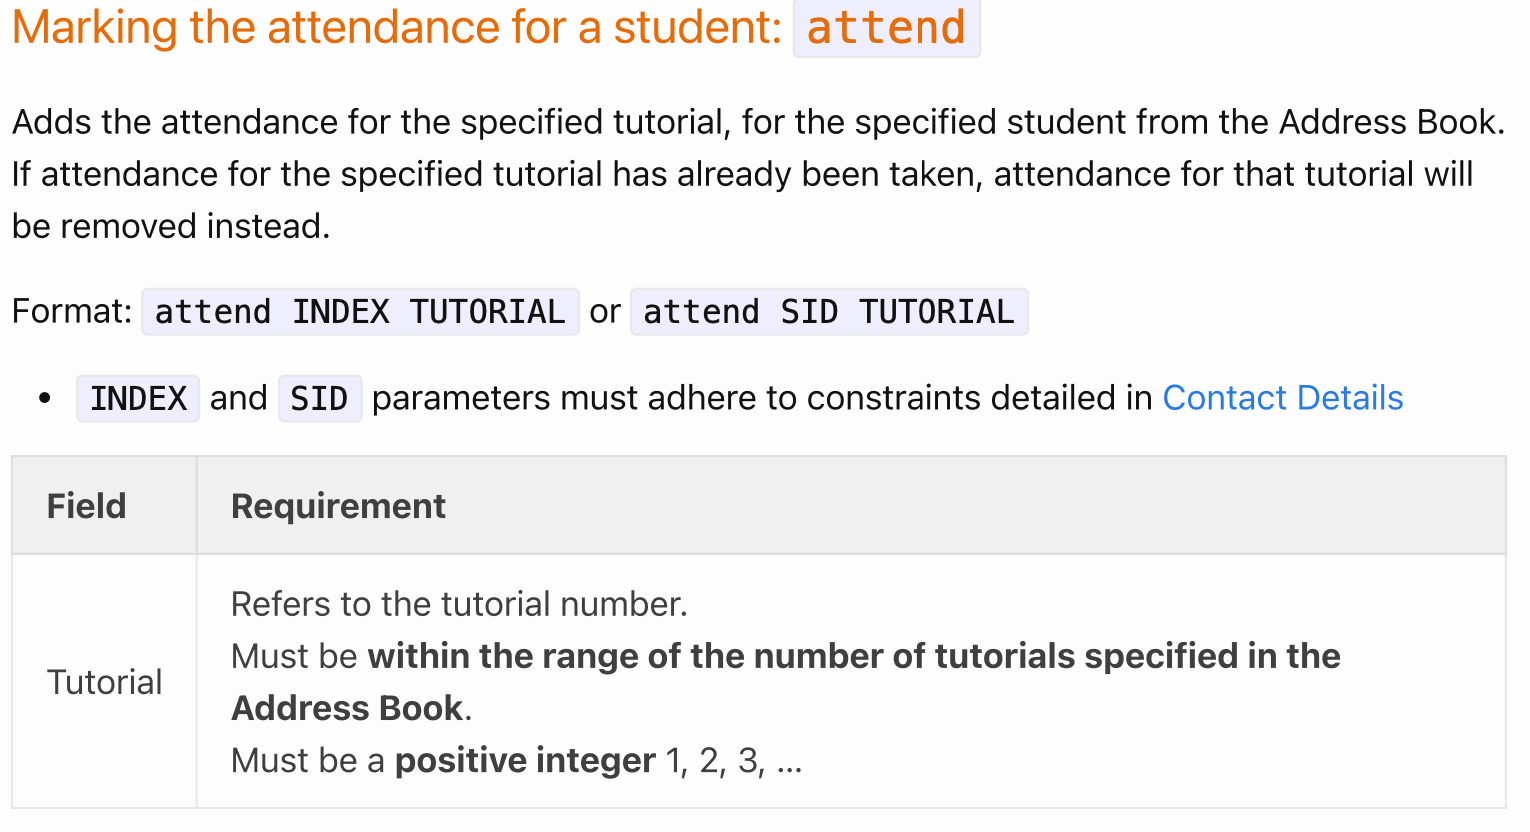 Marking the attendance for a student: attend
Adds the attendance for the specified tutorial, for the specified student from the Address Book.
If attendance for the specified tutorial has already been taken, attendance for that tutorial will
be removed instead.
Format: attend INDEX TUTORIAL or attend SID TUTORIAL
• INDEX and SID parameters must adhere to constraints detailed in Contact Details
Field Requirement
Refers to the tutorial number.
Must be within the range of the number of tutorials specified in the
Tutorial
Address Book.
Must be a positive integer 1, 2, 3, ...